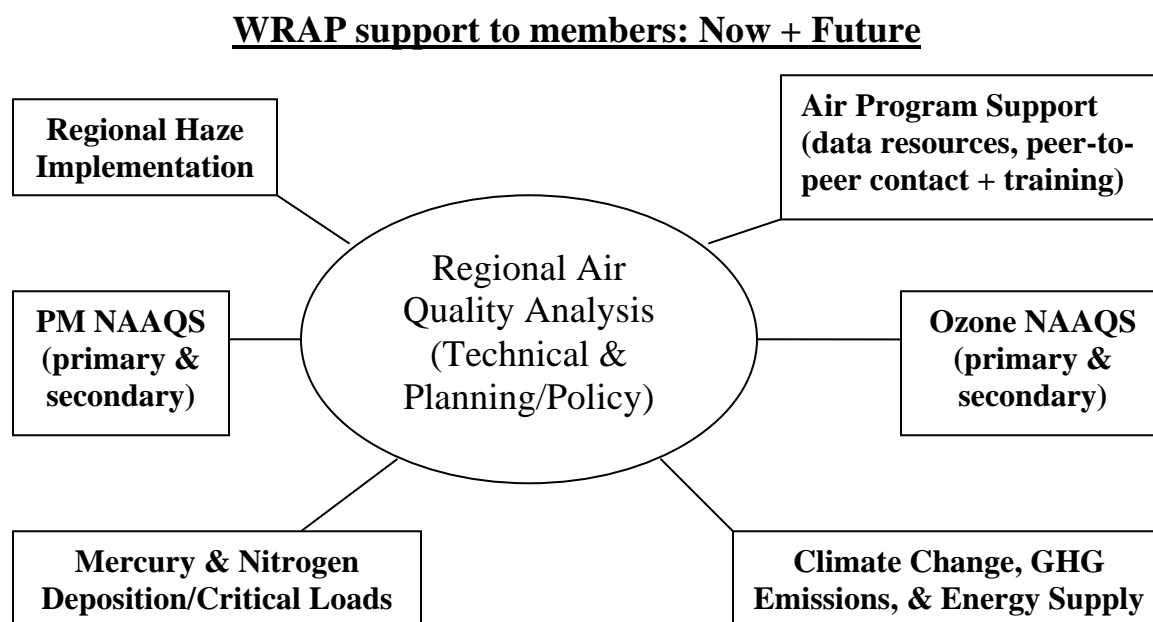 WRAP support to members: Now + Future
Regional Haze
Implementation
Air Program Support
(data resources, peer-to-
peer contact + training)
Regional Air
Quality Analysis
(Technical &
Planning/Policy)
PM NAAQS
(primary &
secondary)
Ozone NAAQS
(primary &
secondary)
Mercury & Nitrogen
Deposition/Critical Loads
Climate Change, GHG
Emissions, & Energy Supply